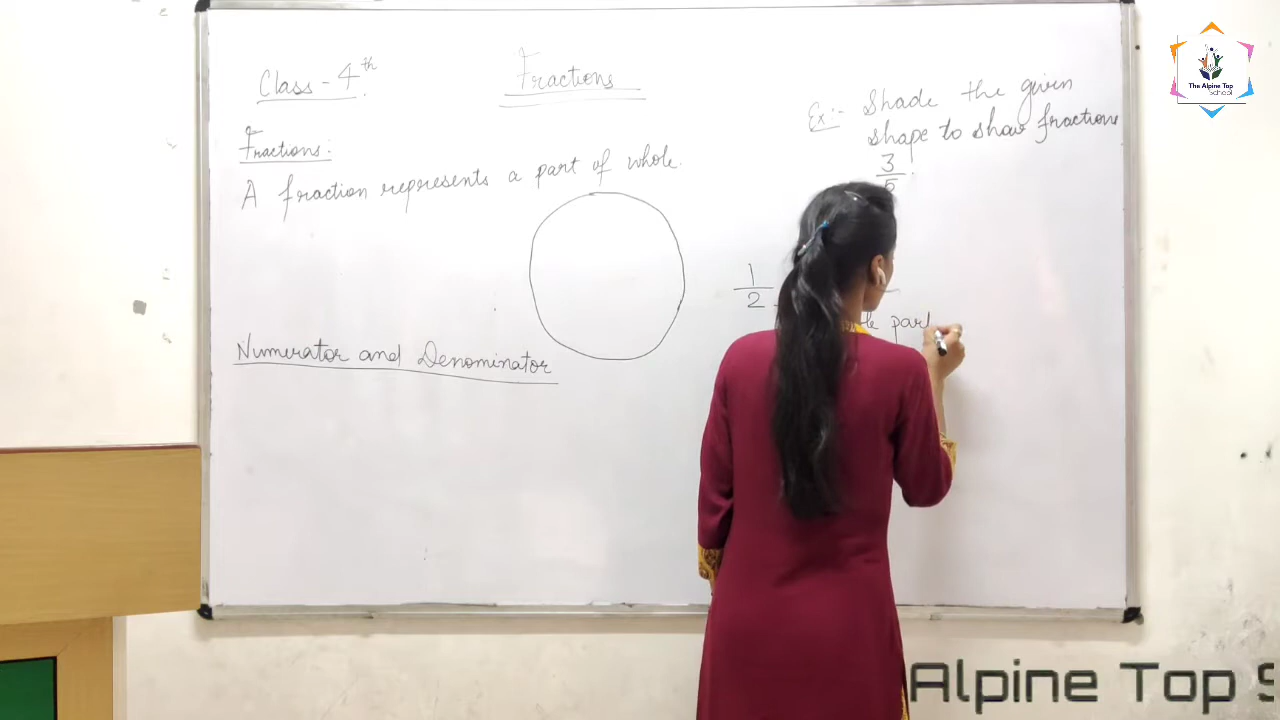 Class - 4th
Fractions
Fractions:
A fraction represents a part of whole.
Numerator and Denominator
Ex:- Shade the given
shape to show fractions
3/5.
1/2
part
The Alpine Top
School
Alpine Top S